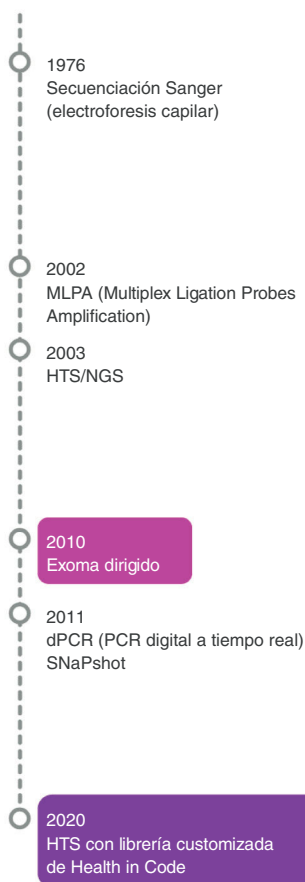 1976
Secuenciación Sanger
(electroforesis capilar)
2002
MLPA (Multiplex Ligation Probes
Amplification)
2003
HTS/NGS
2010
Exoma dirigido
2011
dPCR (PCR digital a tiempo real)
SNaPshot
2020
HTS con librería customizada
de Health in Code